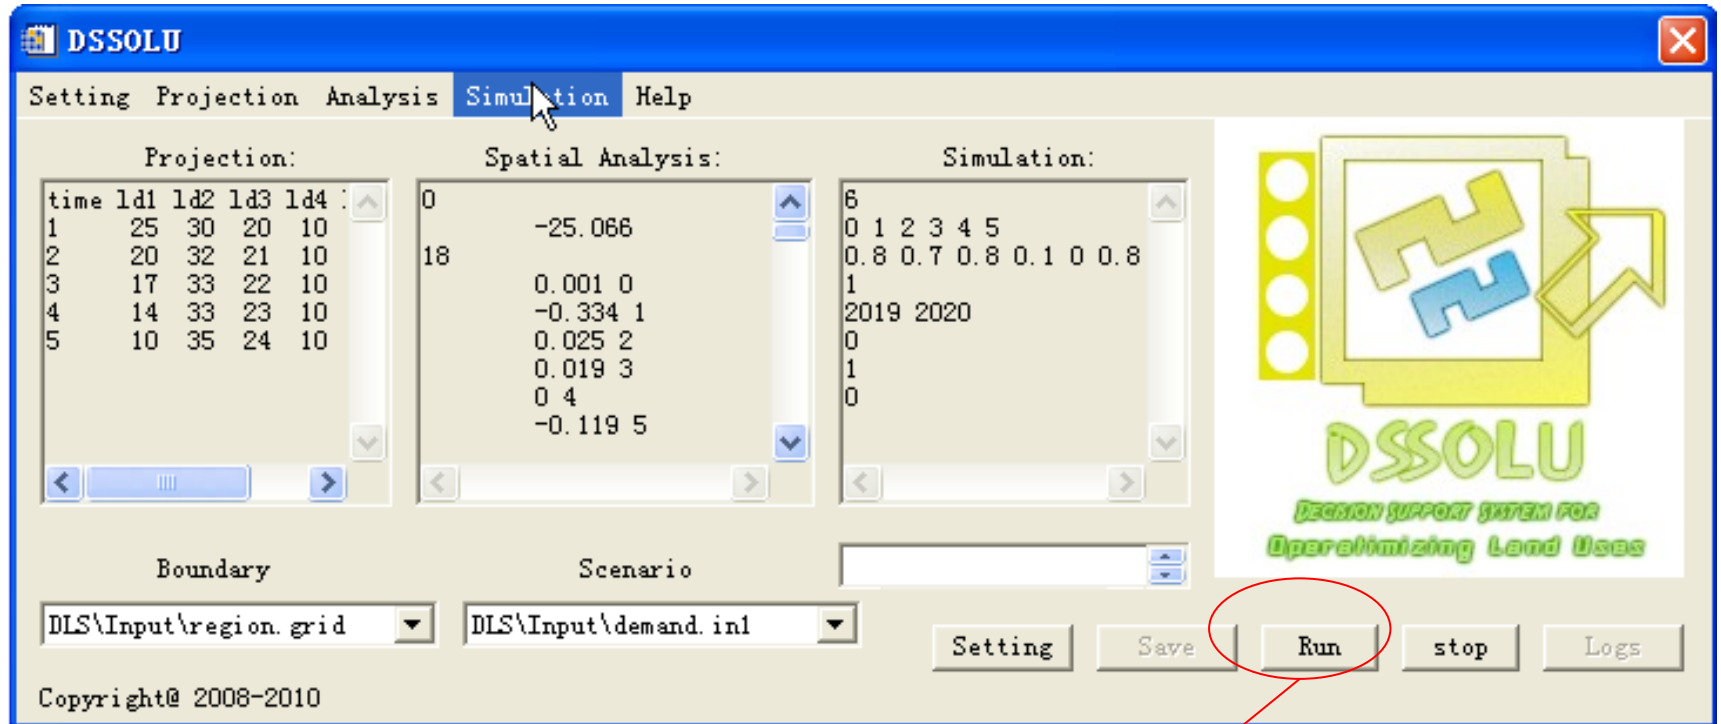 DSSOLU
Setting Projection Analysis Simulation Help
Projection:
time ld1 ld2 ld3 ld4
1 25 30 20 10
2 20 32 21 10
3 17 33 22 10
4 14 33 23 10
5 10 35 24 10
Spatial Analysis:
0
-25.066
18
0.001 0
-0.334 1
0.025 2
0.019 3
0 4
-0.119 5
Simulation:
6
0 1 2 3 4 5
0.8 0.7 0.8 0.1 0 0.8
1
2019 2020
0
1
0
DSSOLU
Decision support system for
Operatimizing Land Uses
Boundary
DLS\Input\region.grid
Scenario
DLS\Input\demand.in1
Setting Save Run stop Logs
Copyright@ 2008-2010